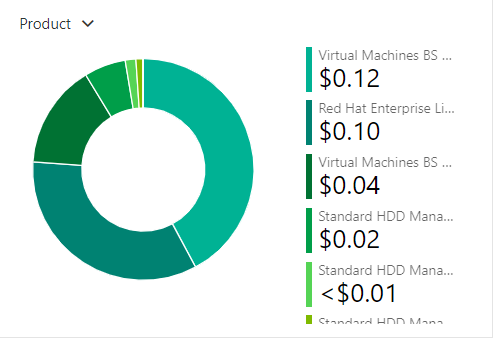 Product
Virtual Machines BS ...
$0.12
Red Hat Enterprise Li...
$0.10
Virtual Machines BS ...
$0.04
Standard HDD Mana...
$0.02
Standard HDD Mana...
<$0.01
Standard HDD Mana...